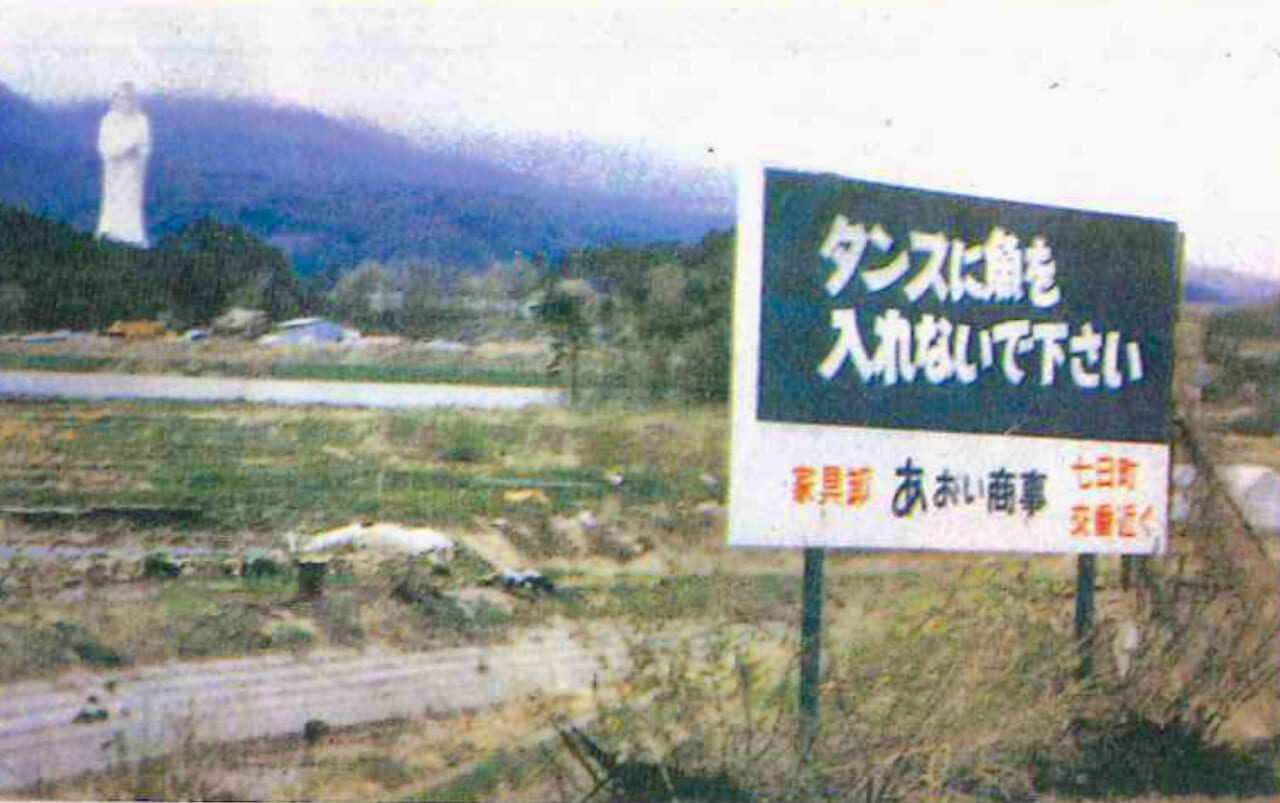 タンスに魚を
入れないで下さい
家具卸 あおい商事 七日町
交番近く